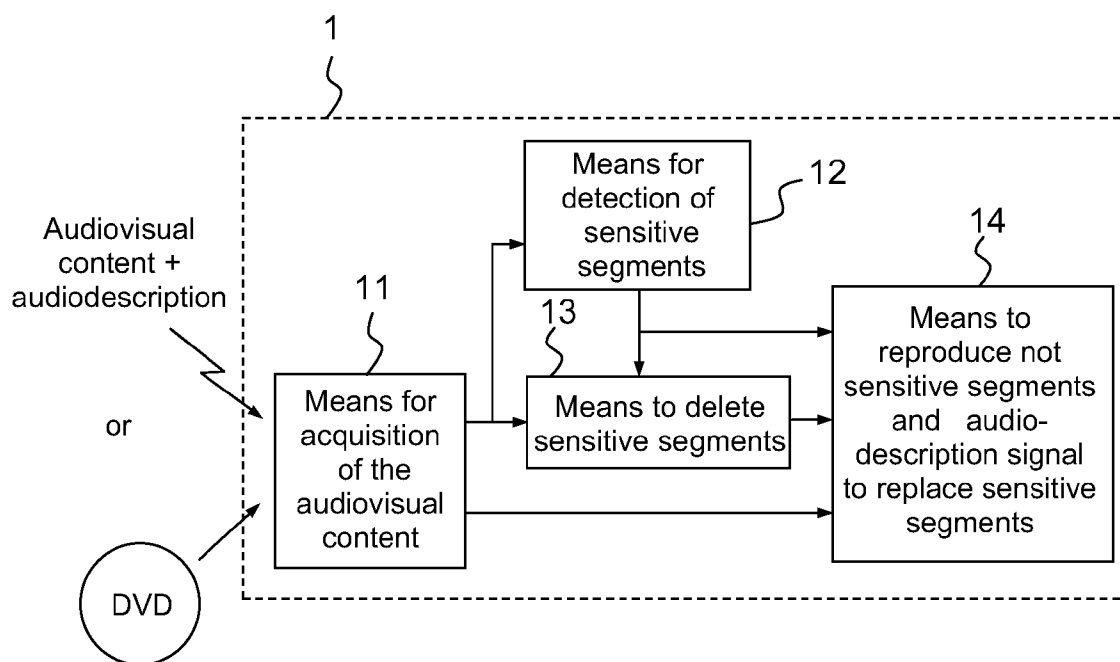 1
Audiovisual
content +
audiodescription
or
DVD
11
Means for
acquisition
of the
audiovisual
content
Means for
detection of
sensitive
segments
12
13
Means to delete
sensitive segments
14
Means to
reproduce not
sensitive segments
and audio-
description signal
to replace sensitive
segments